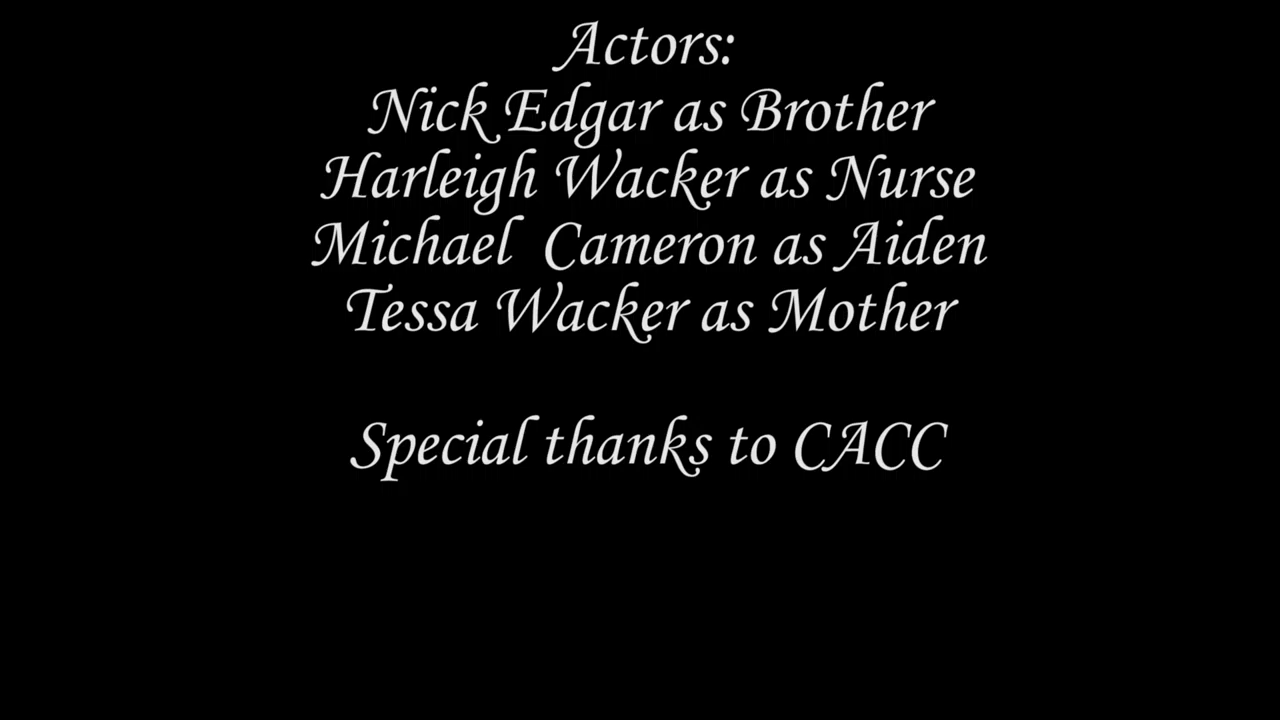 Actors:
Nick Edgar as Brother
Harleigh Wacker as Nurse
Michael  Cameron as Aiden
Tessa Wacker as Mother
Special thanks to CACC